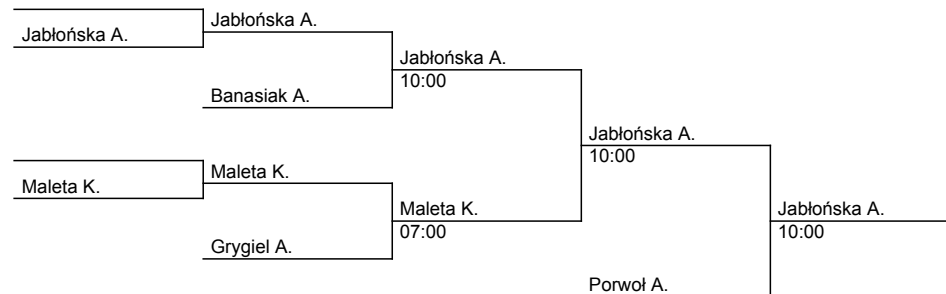 Jabłońska A.
Jabłońska A.
Jabłońska A.
10:00
Banasiak A.
Jabłońska A.
10:00
Maleta K.
Maleta K.
Maleta K.
07:00
Jabłońska A.
10:00
Grygiel A.
Porwoł A.